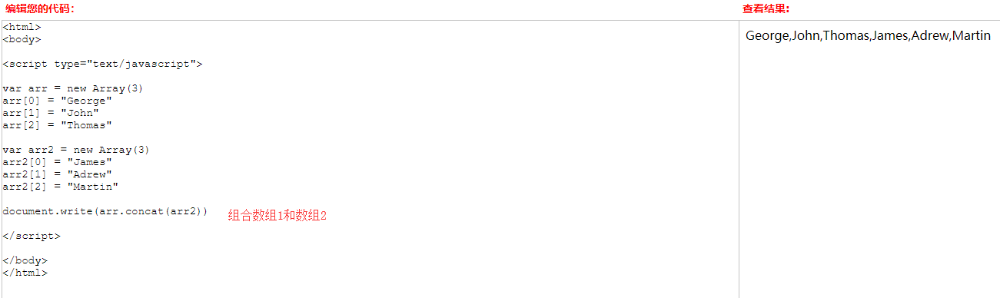 编辑您的代码：
查看结果:
<html>
<body>
<script type="text/javascript">
var arr = new Array(3)
arr[0] = "George"
arr[1] = "John"
arr[2] = "Thomas"
var arr2 = new Array(3)
arr2[0] = "James"
arr2[1] = "Adrew"
arr2[2] = "Martin"
document.write(arr.concat(arr2))
组合数组1和数组2
</script>
</body>
</html>
George,John,Thomas,James,Adrew,Martin